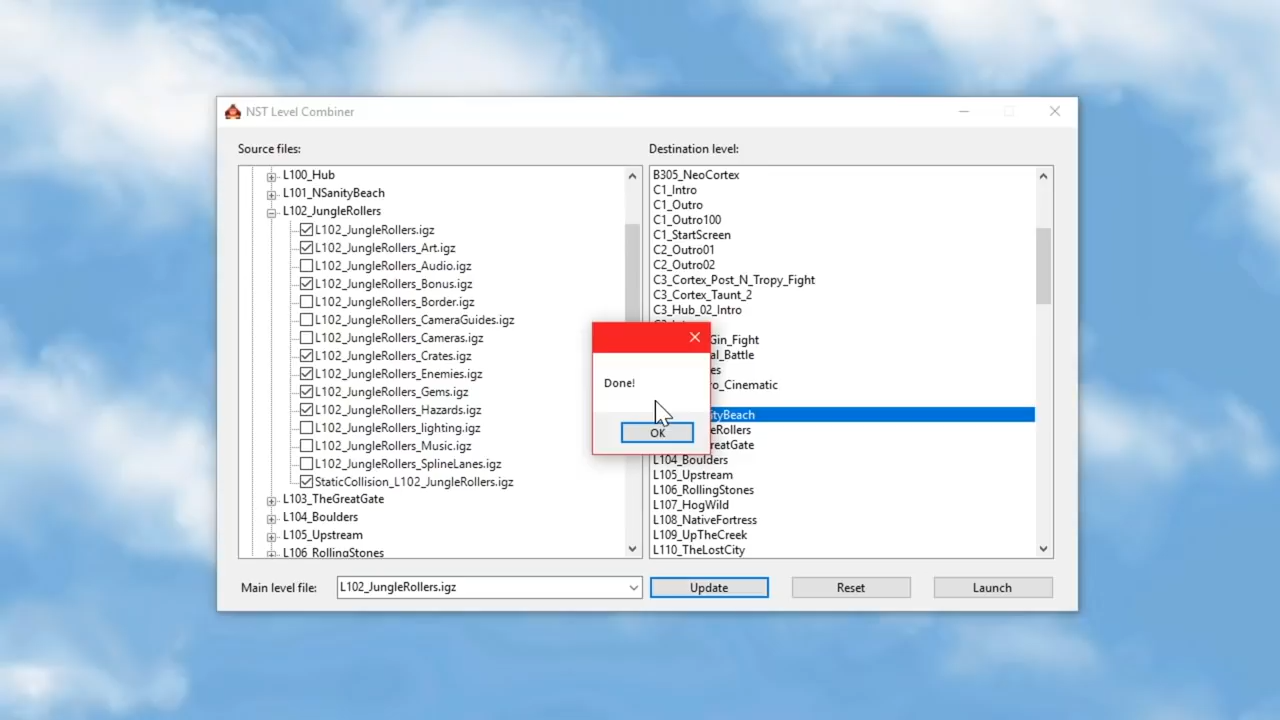 NST Level Combiner
Source files:
L100_Hub
L101_NSanityBeach
L102_JungleRollers
L102_JungleRollers.igz
L102_JungleRollers_Art.igz
L102_JungleRollers_Audio.igz
L102_JungleRollers_Bonus.igz
L102_JungleRollers_Border.igz
L102_JungleRollers_CameraGuides.igz
L102_JungleRollers_Cameras.igz
L102_JungleRollers_Crates.igz
L102_JungleRollers_Enemies.igz
L102_JungleRollers_Gems.igz
L102_JungleRollers_Hazards.igz
L102_JungleRollers_lighting.igz
L102_JungleRollers_Music.igz
L102_JungleRollers_SplineLanes.igz
StaticCollision_L102_JungleRollers.igz
L103_TheGreatGate
L104_Boulders
L105_Upstream
L106_RollingStones
Destination level:
B305_NeoCortex
C1_Intro
C1_Outro
C1_Outro100
C1_StartScreen
C2_Outro01
C2_Outro02
C3_Cortex_Post_N_Tropy_Fight
C3_Cortex_Taunt_2
C3_Hub_02_Intro
Gin_Fight
al_Battle
es
o_Cinematic
ityBeach
eRollers
reatGate
L104_Boulders
L105_Upstream
L106_RollingStones
L107_HogWild
L108_NativeFortress
L109_UpTheCreek
L110_TheLostCity
Done!
OK
Main level file:
L102_JungleRollers.igz
Update
Reset
Launch